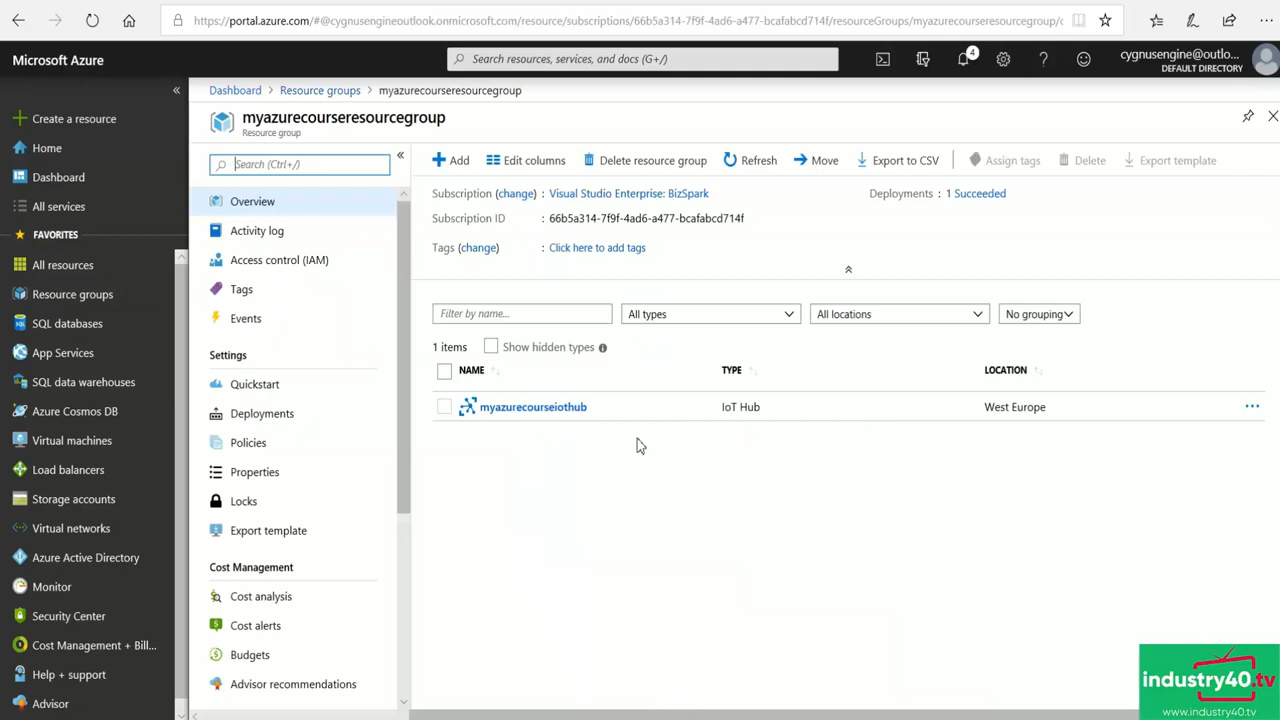 https://portal.azure.com/#@cygnusengineoutlook.onmicrosoft.com/resource/subscriptions/66b5a314-7f9f-4ad6-a477-bcafabcd714f/resourceGroups/myazurecourseresourcegroup/c
Microsoft Azure
Search resources, services, and docs (G+/)
4
cygnusengine@outlo...
DEFAULT DIRECTORY
Dashboard > Resource groups > myazurecourseresourcegroup
myazurecourseresourcegroup
Resource group
Create a resource
Home
Dashboard
All services
FAVORITES
All resources
Resource groups
SQL databases
App Services
SQL data warehouses
Azure Cosmos DB
Virtual machines
Load balancers
Storage accounts
Virtual networks
Azure Active Directory
Monitor
Security Center
Cost Management + Bill...
Help + support
Advisor
Search (Ctrl+/)
Overview
Activity log
Access control (IAM)
Tags
Events
Settings
Quickstart
Deployments
Policies
Properties
Locks
Export template
Cost Management
Cost analysis
Cost alerts
Budgets
Advisor recommendations
Add Edit columns Delete resource group Refresh Move Export to CSV Assign tags Delete Export template
Subscription (change) : Visual Studio Enterprise: BizSpark Deployments : 1 Succeeded
Subscription ID : 66b5a314-7f9f-4ad6-a477-bcafabcd714f
Tags (change) : Click here to add tags
Filter by name... All types All locations No grouping
1 items Show hidden types
NAME TYPE LOCATION
myazurecourseiothub IoT Hub West Europe
industry40.tv
www.industry40.tv